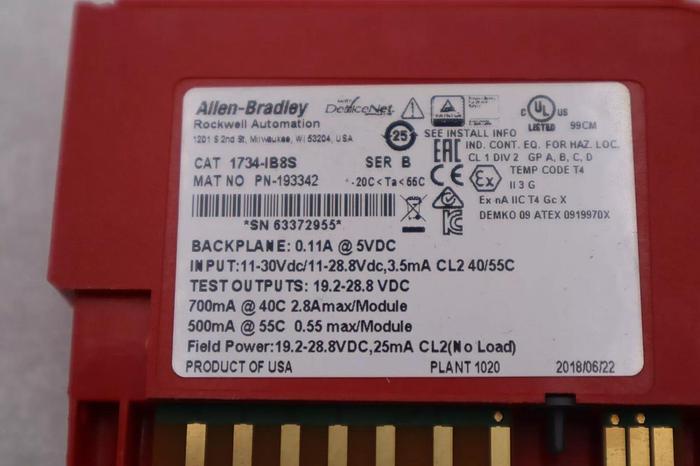 Allen-Bradley
Rockwell Automation
1201 S 2nd St, Milwaukee, WI 53204, USA
DeviceNet
25
SEE INSTALL INFO
C UL US
LISTED 99CM
EAC IND. CONT. EQ. FOR HAZ. LOC.
CL 1 DIV 2 GP A, B, C, D
CAT 1734-IB8S SER B
TEMP CODE T4
MAT NO PN-193342 *-20C<Ta<55C
CE Ex II 3 G
Ex nA IIC T4 Gc X
DEMKO 09 ATEX 0919970X
*SN 63372955*
BACKPLANE: 0.11A @ 5VDC
INPUT:11-30Vdc/11-28.8Vdc,3.5mA CL2 40/55C
TEST OUTPUTS: 19.2-28.8 VDC
700mA @ 40C 2.8Amax/Module
500mA @ 55C 0.55 max/Module
Field Power:19.2-28.8VDC,25mA CL2(No Load)
PRODUCT OF USA PLANT 1020 2018/06/22